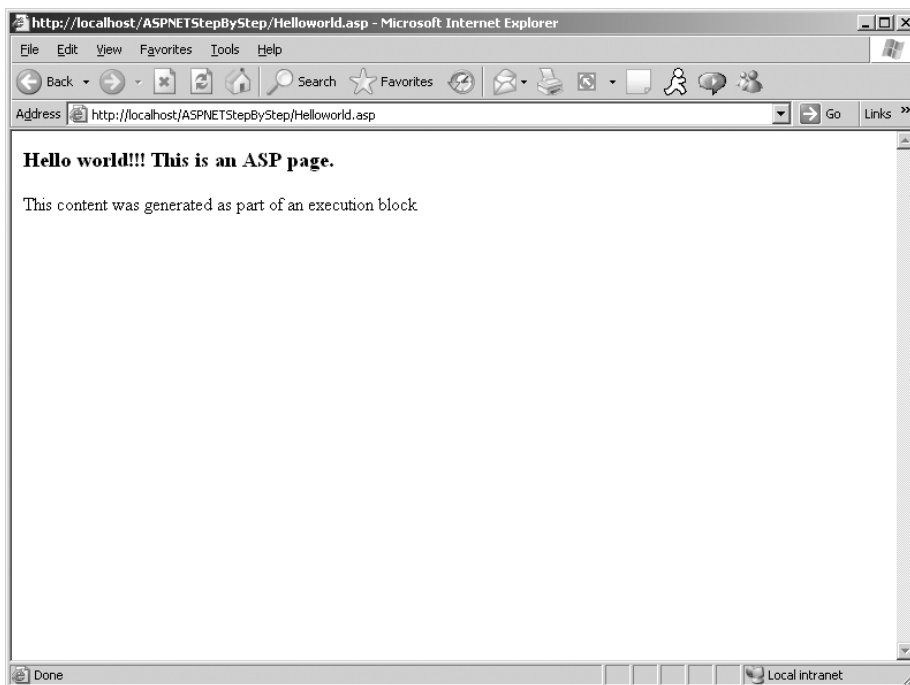 http://localhost/ASPNETStepByStep/Helloworld.asp - Microsoft Internet Explorer
File Edit View Favorites Tools Help
Back Search Favorites
Address http://localhost/ASPNETStepByStep/Helloworld.asp Go Links »
Hello world!!! This is an ASP page.
This content was generated as part of an execution block
Done Local intranet